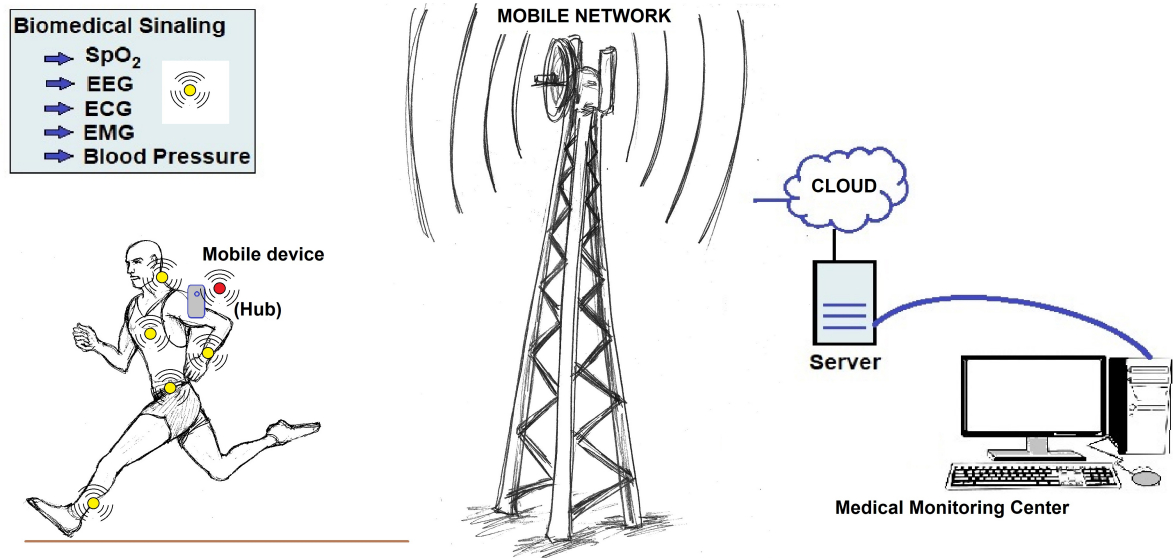 Biomedical Sinaling
SpO₂
EEG
ECG
EMG
Blood Pressure
MOBILE NETWORK
CLOUD
Mobile device
(Hub)
Server
Medical Monitoring Center